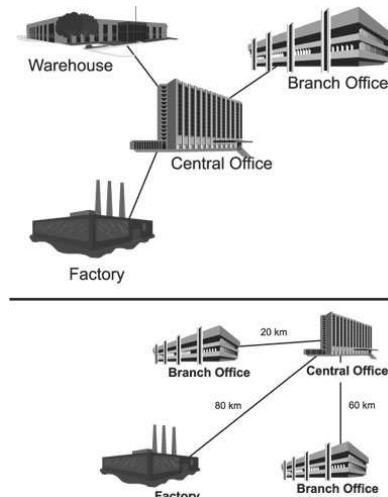 Warehouse
Branch Office
Central Office
Factory
20 km
Branch Office
Central Office
80 km
60 km
Factory
Branch Office